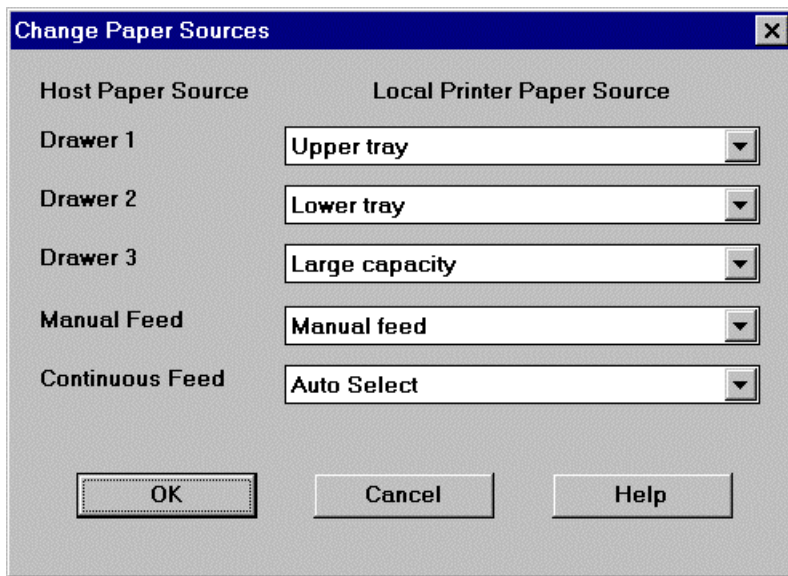 Change Paper Sources
Host Paper Source Local Printer Paper Source
Drawer 1 Upper tray
Drawer 2 Lower tray
Drawer 3 Large capacity
Manual Feed Manual feed
Continuous Feed Auto Select
OK Cancel Help